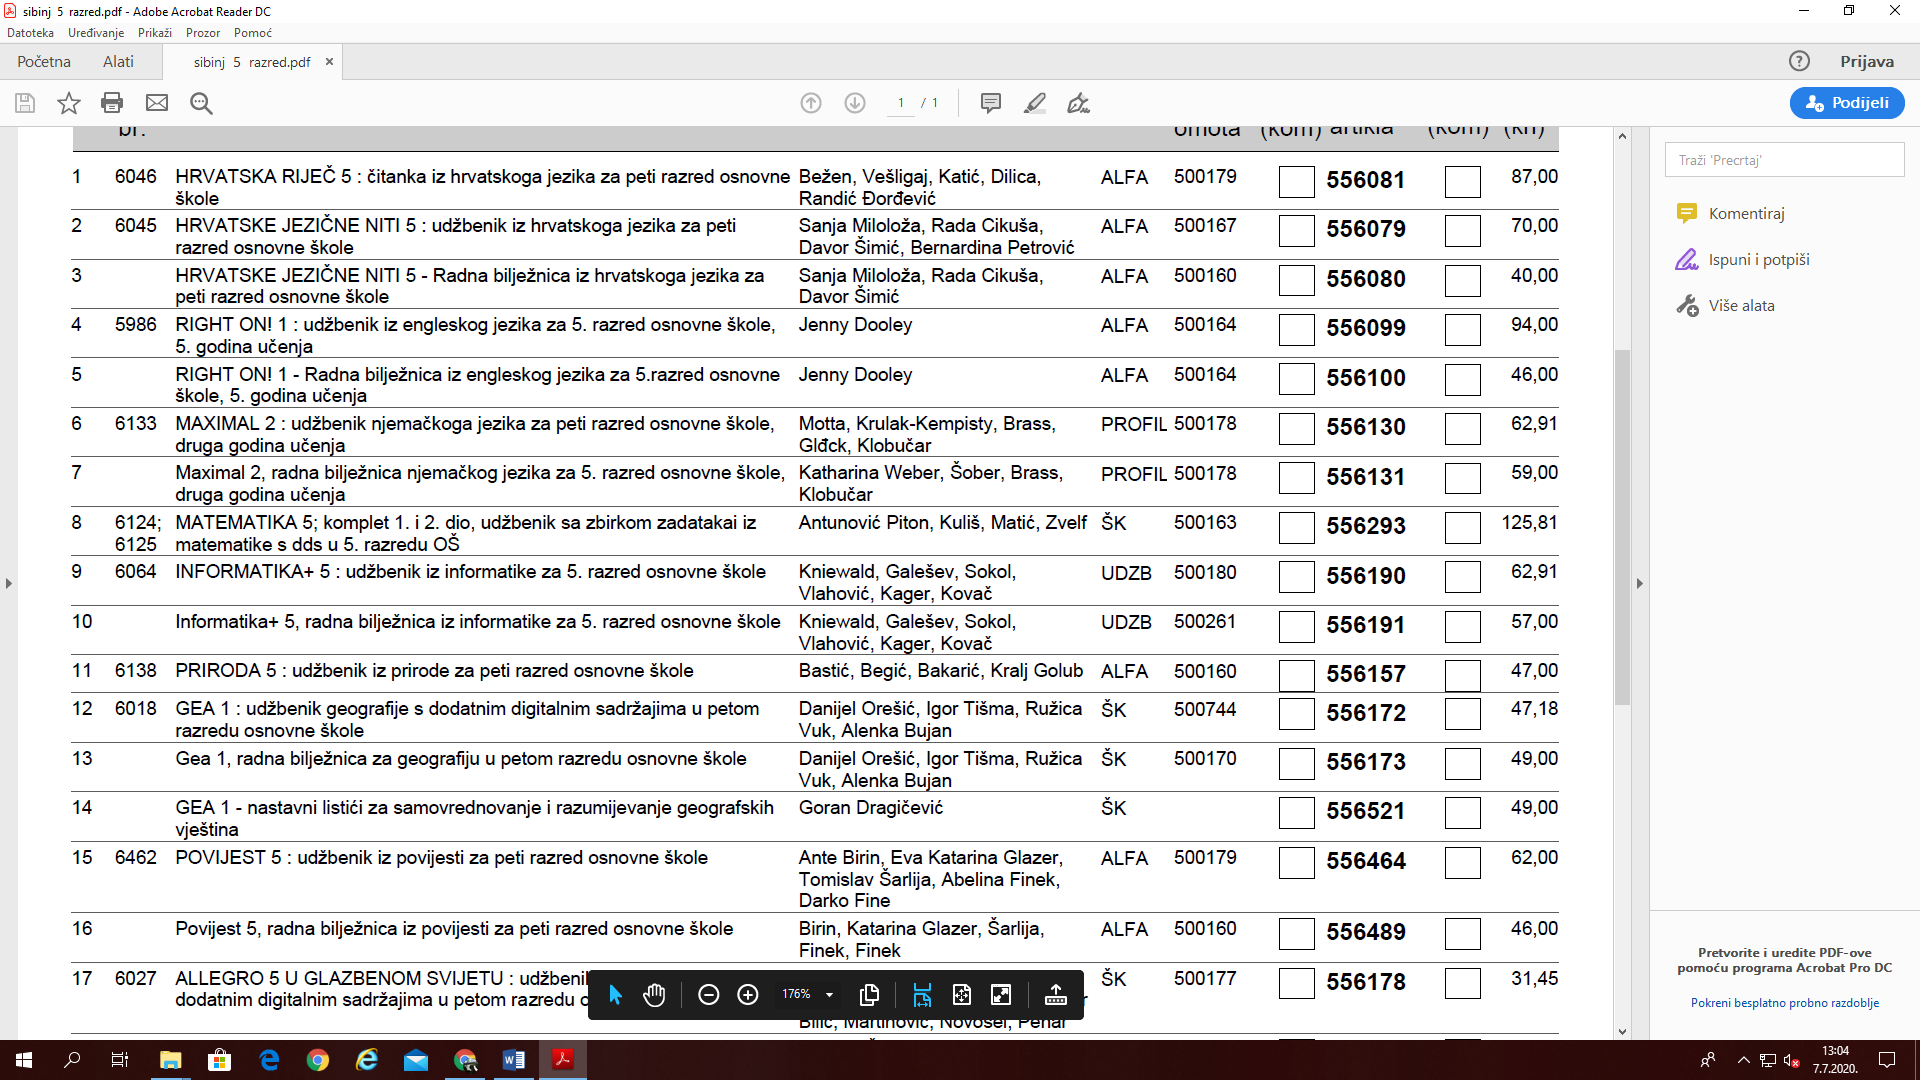 sibinj 5 razred.pdf - Adobe Acrobat Reader DC
Datoteka Uređivanje Prikaži Prozor Pomoć
Početna Alati sibinj 5 razred.pdf × Prijava
1 / 1 Podijeli
br. omota (kom) artikla (kom) (kn)
1 6046 HRVATSKA RIJEČ 5 : čitanka iz hrvatskoga jezika za peti razred osnovne Bežen, Vešligaj, Katić, Dilica, ALFA 500179 556081 87,00
škole Randić Đorđević
2 6045 HRVATSKE JEZIČNE NITI 5 : udžbenik iz hrvatskoga jezika za peti Sanja Miloloža, Rada Cikuša, ALFA 500167 556079 70,00
razred osnovne škole Davor Šimić, Bernardina Petrović
3 HRVATSKE JEZIČNE NITI 5 - Radna bilježnica iz hrvatskoga jezika za Sanja Miloloža, Rada Cikuša, ALFA 500160 556080 40,00
peti razred osnovne škole Davor Šimić
4 5986 RIGHT ON! 1 : udžbenik iz engleskog jezika za 5. razred osnovne škole, Jenny Dooley ALFA 500164 556099 94,00
5. godina učenja
5 RIGHT ON! 1 - Radna bilježnica iz engleskog jezika za 5.razred osnovne Jenny Dooley ALFA 500164 556100 46,00
škole, 5. godina učenja
6 6133 MAXIMAL 2 : udžbenik njemačkoga jezika za peti razred osnovne škole, Motta, Krulak-Kempisty, Brass, PROFIL 500178 556130 62,91
druga godina učenja Glđck, Klobučar
7 Maximal 2, radna bilježnica njemačkog jezika za 5. razred osnovne škole, Katharina Weber, Šober, Brass, PROFIL 500178 556131 59,00
druga godina učenja Klobučar
8 6124; MATEMATIKA 5; komplet 1. i 2. dio, udžbenik sa zbirkom zadatakai iz Antunović Piton, Kuliš, Matić, Zvelf ŠK 500163 556293 125,81
6125 matematike s dds u 5. razredu OŠ
9 6064 INFORMATIKA+ 5 : udžbenik iz informatike za 5. razred osnovne škole Kniewald, Galešev, Sokol, UDZB 500180 556190 62,91
Vlahović, Kager, Kovač
10 Informatika+ 5, radna bilježnica iz informatike za 5. razred osnovne škole Kniewald, Galešev, Sokol, UDZB 500261 556191 57,00
Vlahović, Kager, Kovač
11 6138 PRIRODA 5 : udžbenik iz prirode za peti razred osnovne škole Bastić, Begić, Bakarić, Kralj Golub ALFA 500160 556157 47,00
12 6018 GEA 1 : udžbenik geografije s dodatnim digitalnim sadržajima u petom Danijel Orešić, Igor Tišma, Ružica ŠK 500744 556172 47,18
razredu osnovne škole Vuk, Alenka Bujan
13 Gea 1, radna bilježnica za geografiju u petom razredu osnovne škole Danijel Orešić, Igor Tišma, Ružica ŠK 500170 556173 49,00
Vuk, Alenka Bujan
14 GEA 1 - nastavni listići za samovrednovanje i razumijevanje geografskih Goran Dragičević ŠK 556521 49,00
vještina
15 6462 POVIJEST 5 : udžbenik iz povijesti za peti razred osnovne škole Ante Birin, Eva Katarina Glazer, ALFA 500179 556464 62,00
Tomislav Šarlija, Abelina Finek,
Darko Fine
16 Povijest 5, radna bilježnica iz povijesti za peti razred osnovne škole Birin, Katarina Glazer, Šarlija, ALFA 500160 556489 46,00
Finek, Finek
17 6027 ALLEGRO 5 U GLAZBENOM SVIJETU : ŠK 500177 556178 31,45
dodatnim digitalnim sadržajima u petom razredu
Bilić, Martinović, Novosel, Penar
176%
Traži 'Precrtaj'
Komentiraj
Ispuni i potpiši
Više alata
Pretvorite i uredite PDF-ove
pomoću programa Acrobat Pro DC
Pokreni besplatno probno razdoblje
13:04
7.7.2020.